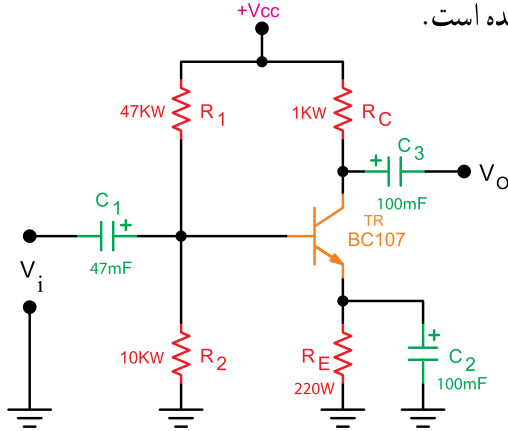 ده است.
+Vcc
47KW R1
1KW RC
C3
VO
100mF
TR
BC107
C1
47mF
Vi
10KW R2
RE
220W
C2
100mF